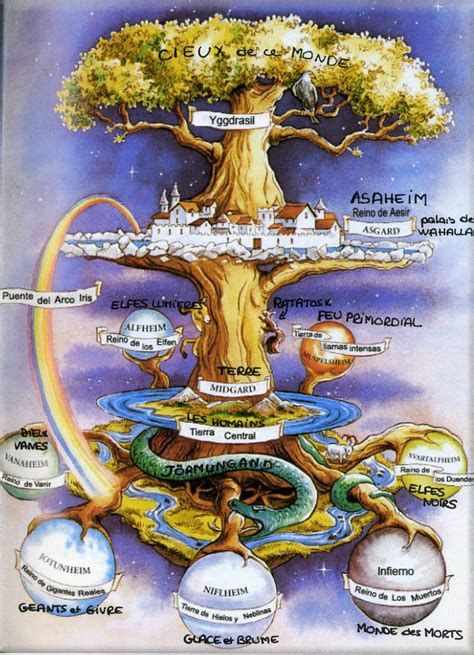 CIEUX de ce MONDE
Yggdrasil
ASAHEIM
Reino de Aesir
ASGARD
palais de
WAHALLA
Puente del Arco Iris
ELFES LUMIERES
RATATOSK
FEU PRIMORDIAL
ALFHEIM
Reino de los Elfen
Tierra de
llamas intensas
MUSPELSHEIM
TERRE
MIDGARD
LES HUMAINS
Tierra Central
DIEUX
VANES
VANAHEIM
Reino de Vanir
JÖRMUNGAND
SVARTALFHEIM
Reino de
los Duendes
ELFES
NOIRS
JOTUNHEIM
Reino de Gigantes Reales
GEANTS et GIVRE
NIFLHEIM
Tierra de Hielos y Neblinas
GLACE et BRUME
Infierno
Reino de Los Muertos
MONDE des MORTS